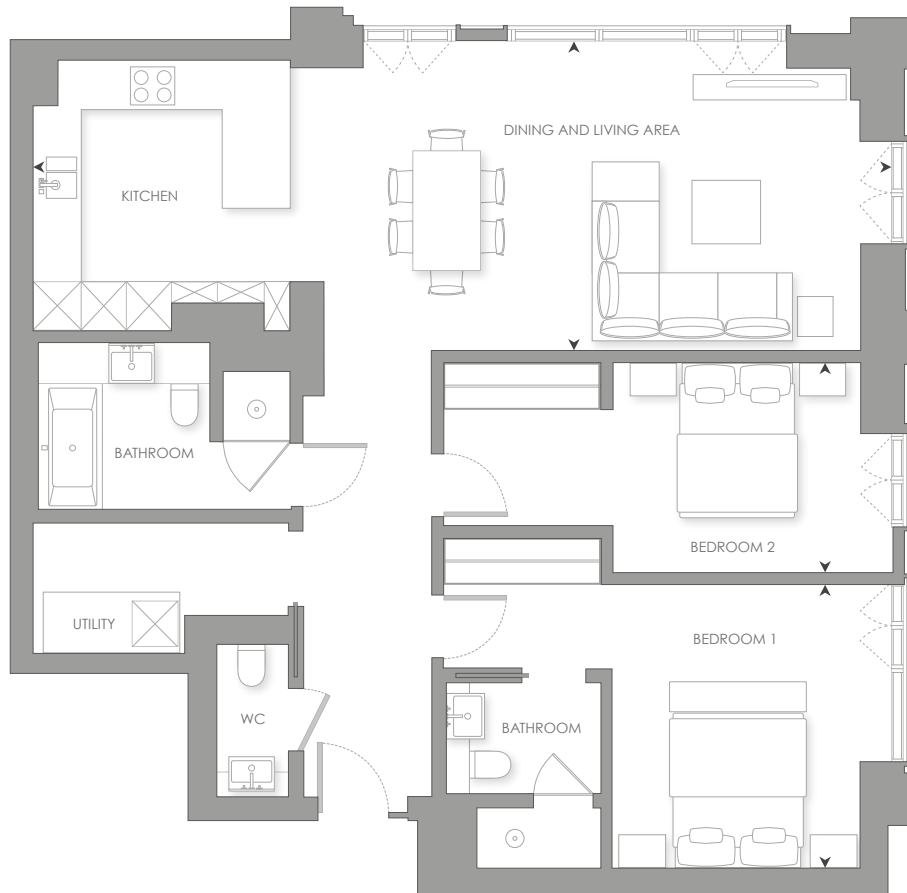 DINING AND LIVING AREA
KITCHEN
BATHROOM
BEDROOM 2
UTILITY
BEDROOM 1
WC
BATHROOM